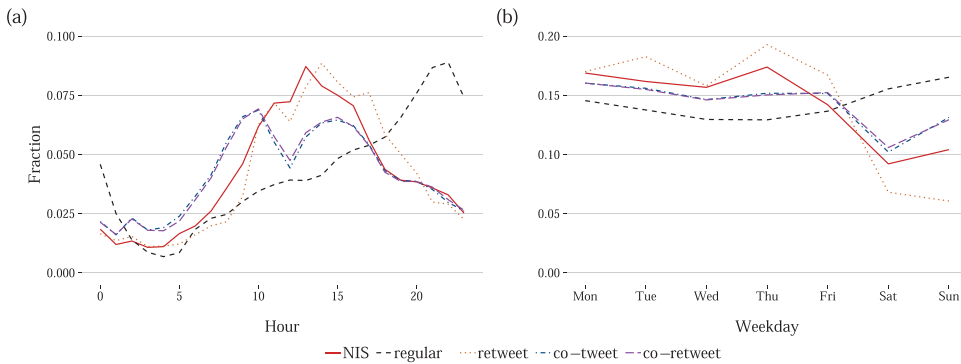 (a)
(b)
0.100
0.075
0.050
0.025
0.000
Fraction
0
5
10
15
20
Hour
0.20
0.15
0.10
0.05
0.00
Mon
Tue
Wed
Thu
Fri
Sat
Sun
Weekday
NIS regular retweet co-tweet co-retweet